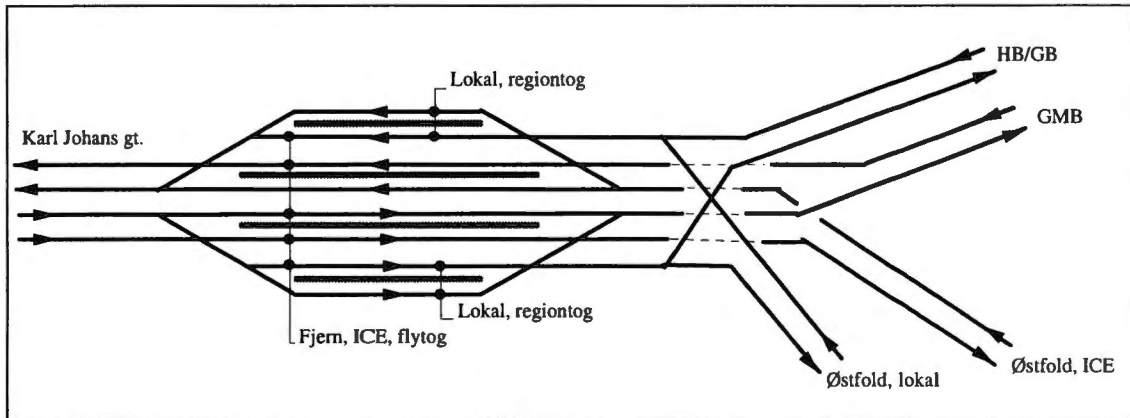 HB/GB
Lokal, regiontog
GMB
Karl Johans gt.
Lokal, regiontog
Fjern, ICE, flytog
Østfold, lokal
Østfold, ICE